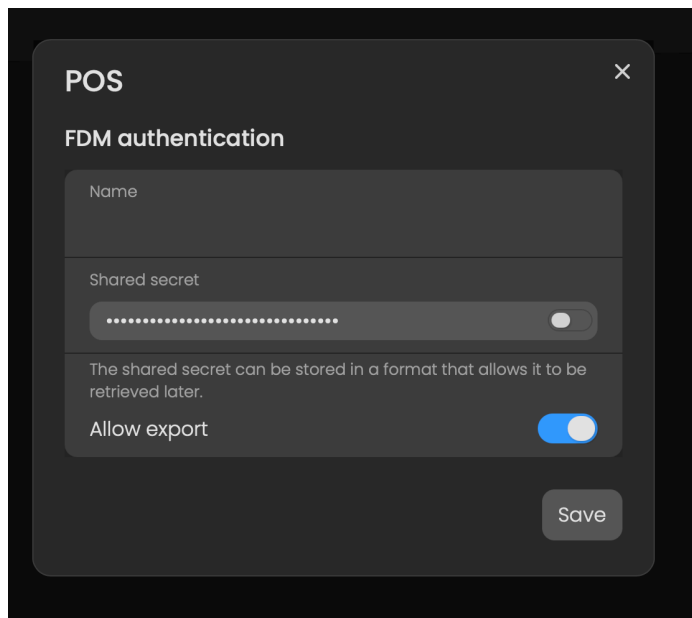 POS
FDM authentication
Name
Shared secret
••••••••••••••••••••••••••••••••
The shared secret can be stored in a format that allows it to be
retrieved later.
Allow export
Save